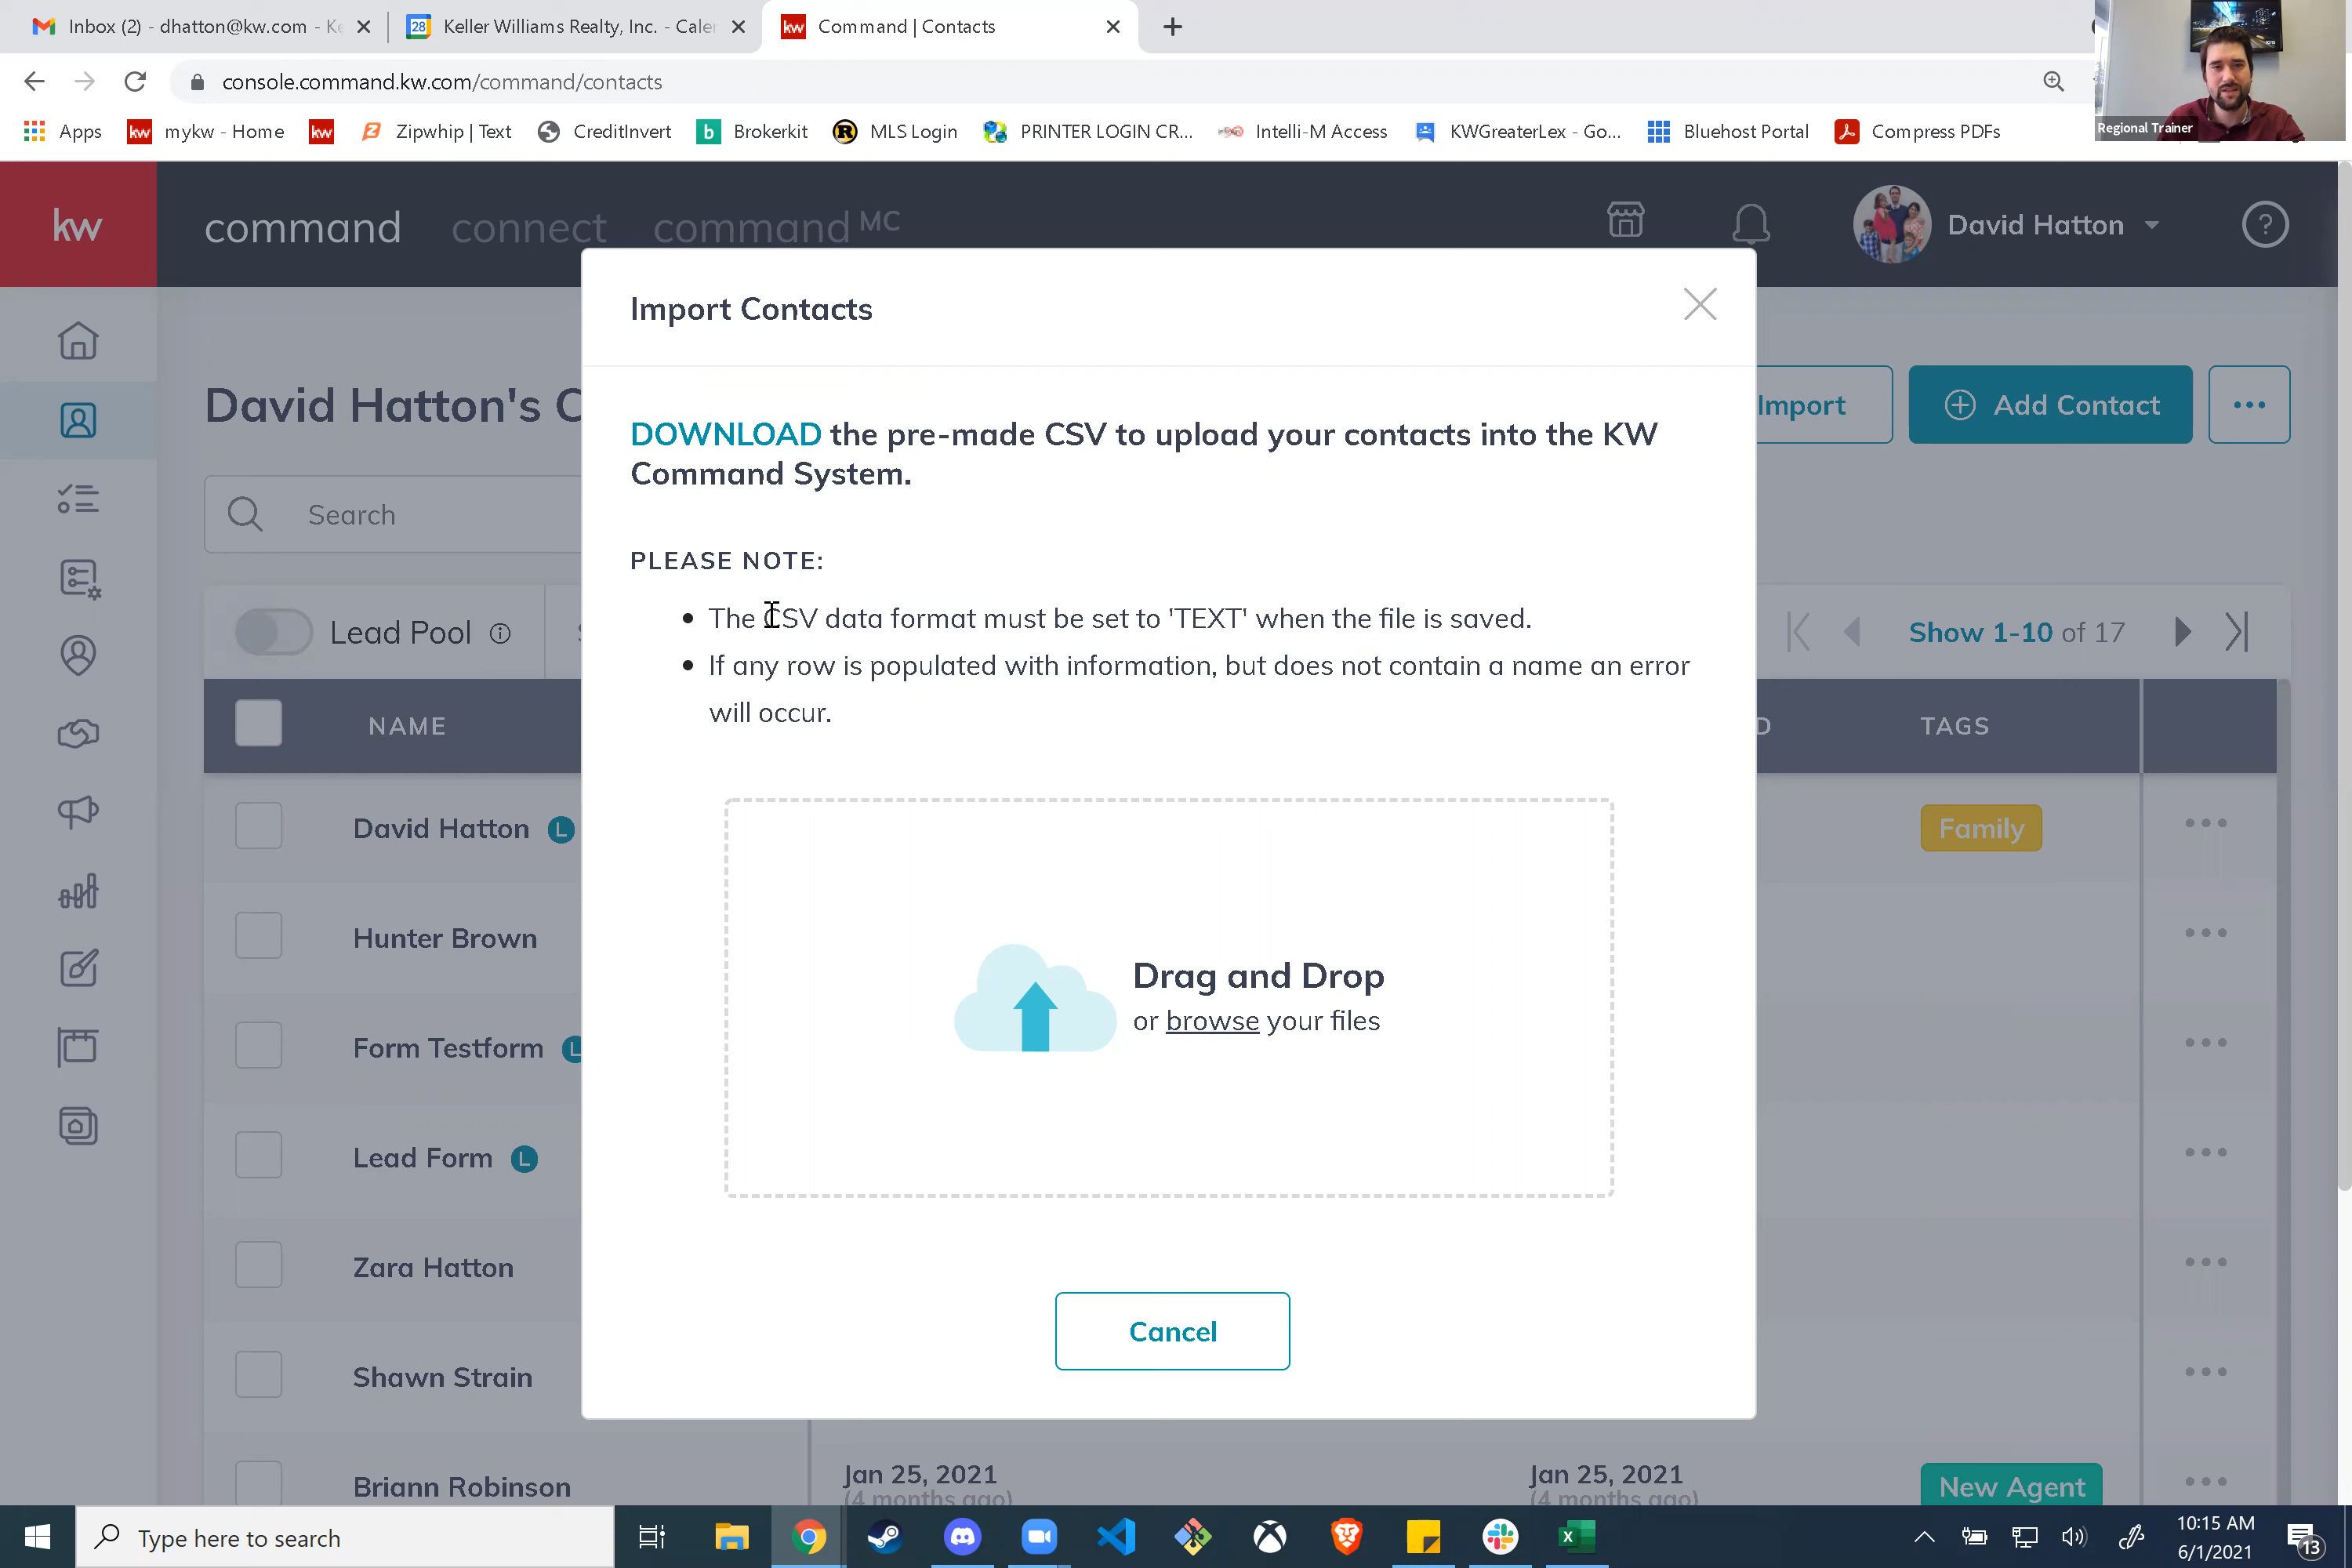 Inbox (2) - dhatton@kw.com - Ke
28
Keller Williams Realty, Inc. - Caler
kw
Command | Contacts
console.command.kw.com/command/contacts
Apps
kw
mykw - Home
kw
Zipwhip | Text
CreditInvert
b
Brokerkit
R
MLS Login
PRINTER LOGIN CR...
Intelli-M Access
KWGreaterLex - Go...
Bluehost Portal
Compress PDFs
Regional Trainer
kw
command
connect
command MC
David Hatton
?
Import Contacts
David Hatton's C
Import
Add Contact
DOWNLOAD the pre-made CSV to upload your contacts into the KW
Command System.
Search
PLEASE NOTE:
The CSV data format must be set to 'TEXT' when the file is saved.
If any row is populated with information, but does not contain a name an error
will occur.
Lead Pool
Show 1-10 of 17
NAME
D
TAGS
David Hatton L
Family
Hunter Brown
Drag and Drop
or browse your files
Form Testform L
Lead Form L
Zara Hatton
Cancel
Shawn Strain
Briann Robinson
Jan 25, 2021
(4 months ago)
Jan 25, 2021
(4 months ago)
New Agent
Type here to search
10:15 AM
6/1/2021
13